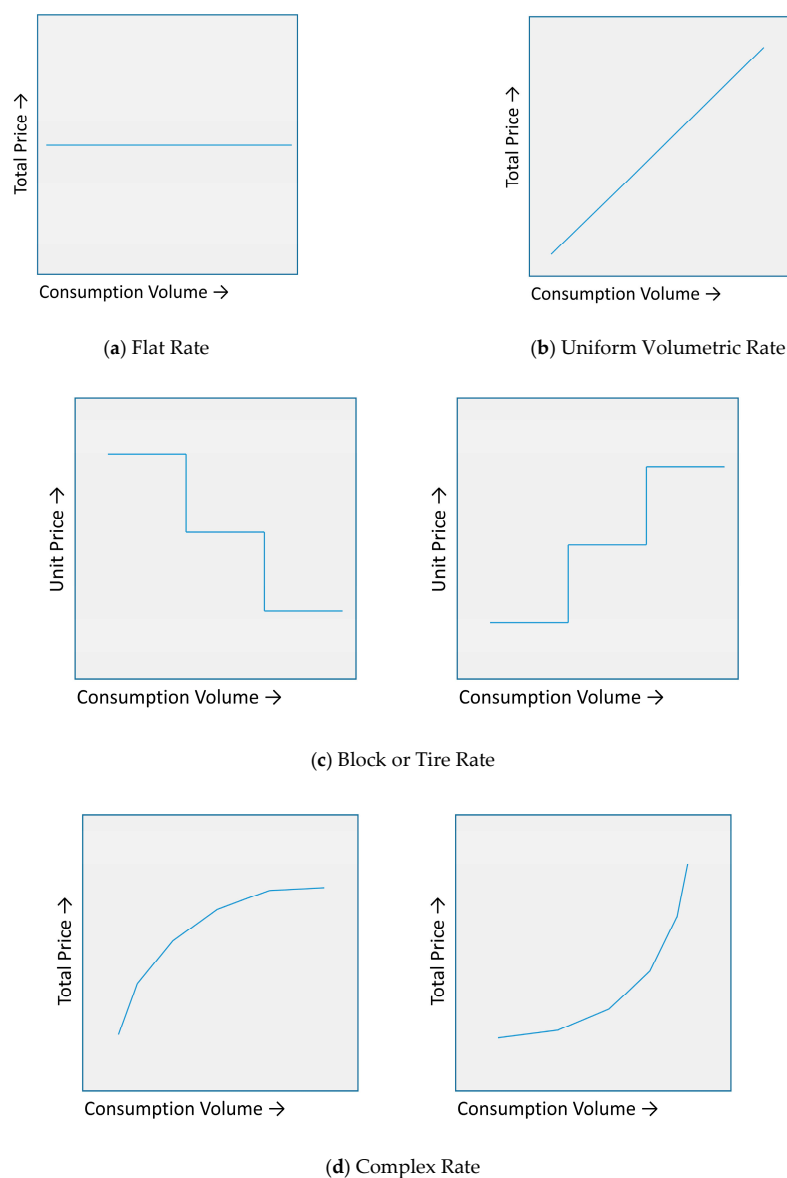 Total Price →
Consumption Volume →
(a) Flat Rate
Total Price →
Consumption Volume →
(b) Uniform Volumetric Rate
Unit Price →
Consumption Volume →
Unit Price →
Consumption Volume →
(c) Block or Tire Rate
Total Price →
Consumption Volume →
Total Price →
Consumption Volume →
(d) Complex Rate